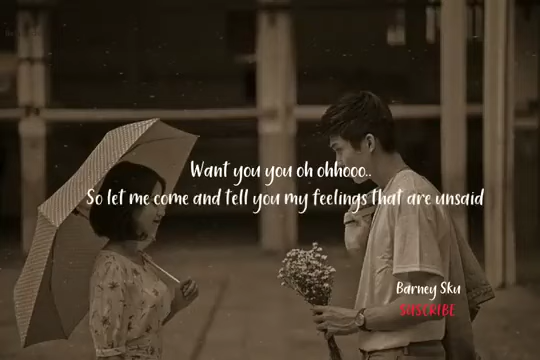 Want you you oh ohhooo..
So let me come and tell you my feelings that are unsaid
Barney Sku
SUSCRIBE